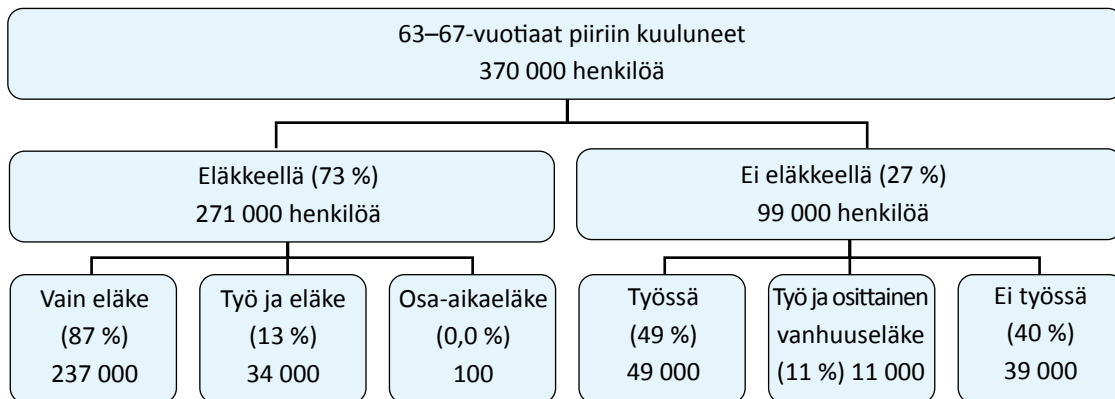 63–67-vuotiaat piiriin kuuluneet
370 000 henkilöä
Eläkkeellä (73 %)
271 000 henkilöä
Ei eläkkeellä (27 %)
99 000 henkilöä
Vain eläke
(87 %)
237 000
Työ ja eläke
(13 %)
34 000
Osa-aikaeläke
(0,0 %)
100
Työssä
(49 %)
49 000
Työ ja osittainen
vanhuuseläke
(11 %) 11 000
Ei työssä
(40 %)
39 000